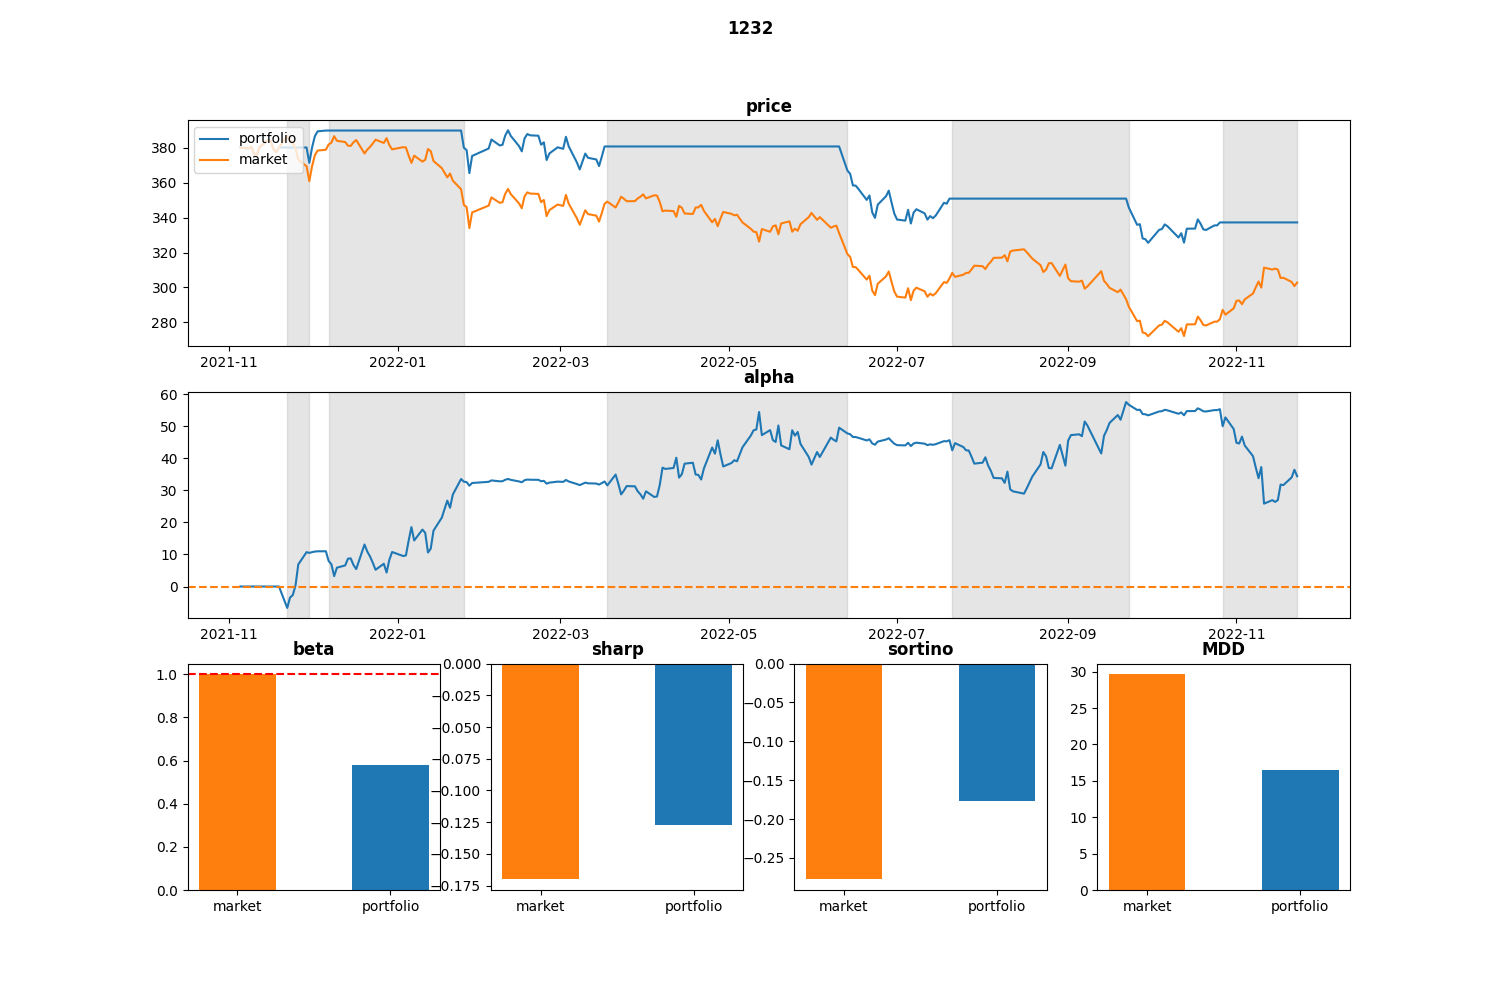 1232
price
portfolio
market
380
360
340
320
300
280
2021-11 2022-01 2022-03 2022-05 2022-07 2022-09 2022-11
alpha
60
50
40
30
20
10
0
2021-11 2022-01 2022-03 2022-05 2022-07 2022-09 2022-11
beta
1.0
0.8
0.6
0.4
0.2
0.0
market portfolio
sharp
0.000
−0.025
−0.050
−0.075
−0.100
−0.125
−0.150
−0.175
market portfolio
sortino
0.00
−0.05
−0.10
−0.15
−0.20
−0.25
market portfolio
MDD
30
25
20
15
10
5
0
market portfolio